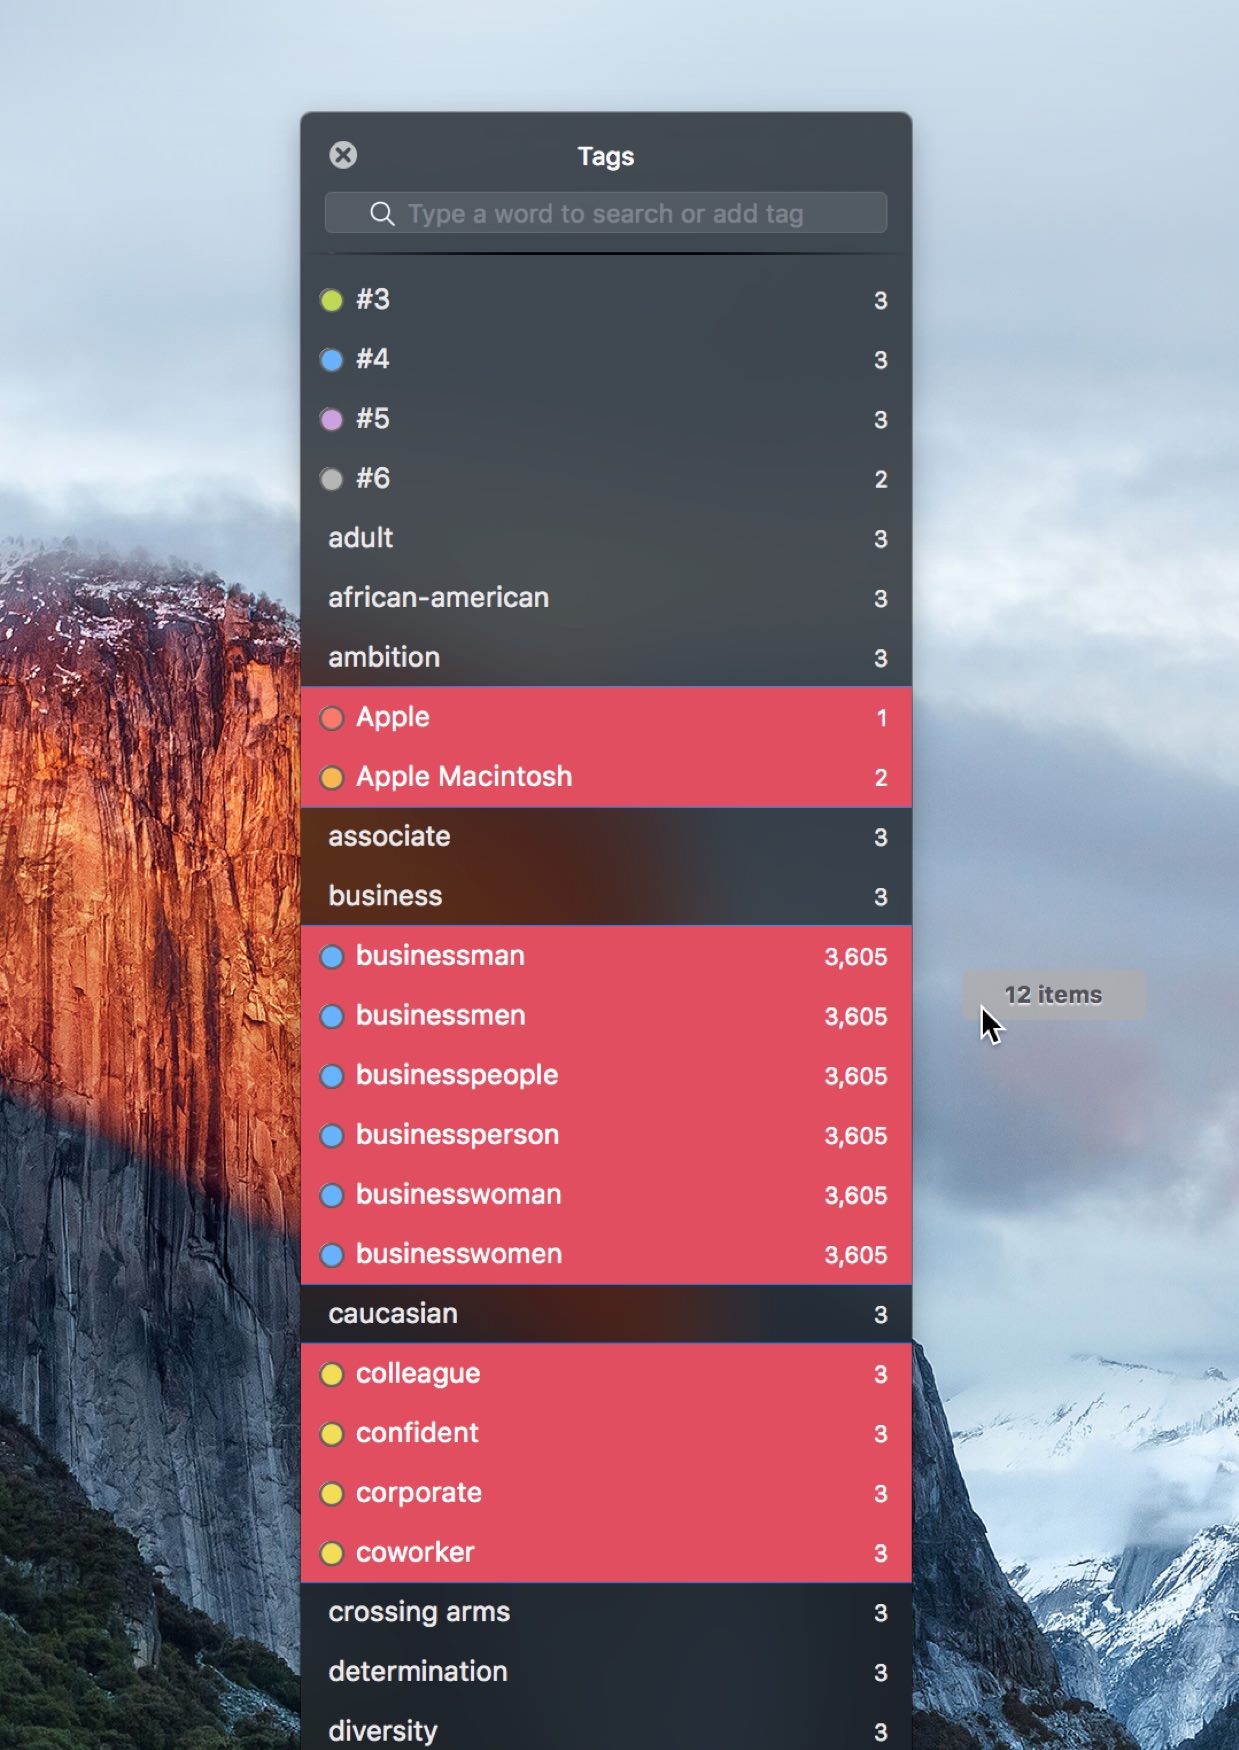 Tags
Type a word to search or add tag
#3 3
#4 3
#5 3
#6 2
adult 3
african-american 3
ambition 3
Apple 1
Apple Macintosh 2
associate 3
business 3
businessman 3,605
12 items
businessmen 3,605
businesspeople 3,605
businessperson 3,605
businesswoman 3,605
businesswomen 3,605
caucasian 3
colleague 3
confident 3
corporate 3
coworker 3
crossing arms 3
determination 3
diversity 3